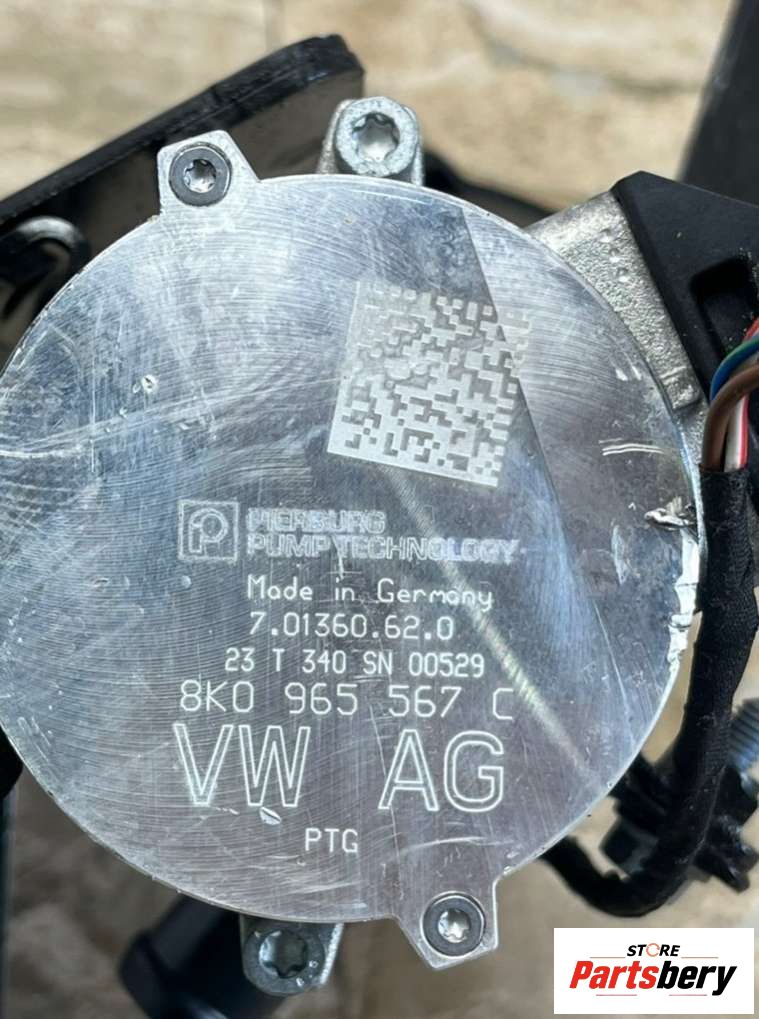 PIERBURG
PUMP TECHNOLOGY
Made in Germany
7.01360.62.0
23 T 340 SN 00529
8K0 965 567 C
VW AG
PTG
STORE
Partsbery